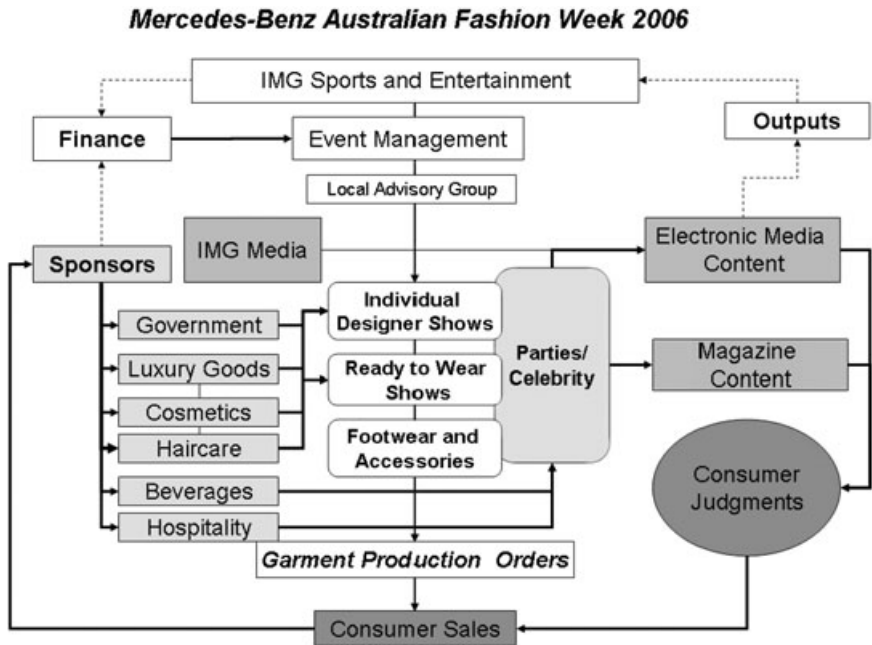 Mercedes-Benz Australian Fashion Week 2006
IMG Sports and Entertainment
Finance
Event Management
Outputs
Local Advisory Group
IMG Media
Electronic Media
Content
Sponsors
Individual
Designer Shows
Government
Parties/
Celebrity
Luxury Goods
Ready to Wear
Shows
Magazine
Content
Cosmetics
Haircare
Footwear and
Accessories
Consumer
Judgments
Beverages
Hospitality
Garment Production Orders
Consumer Sales